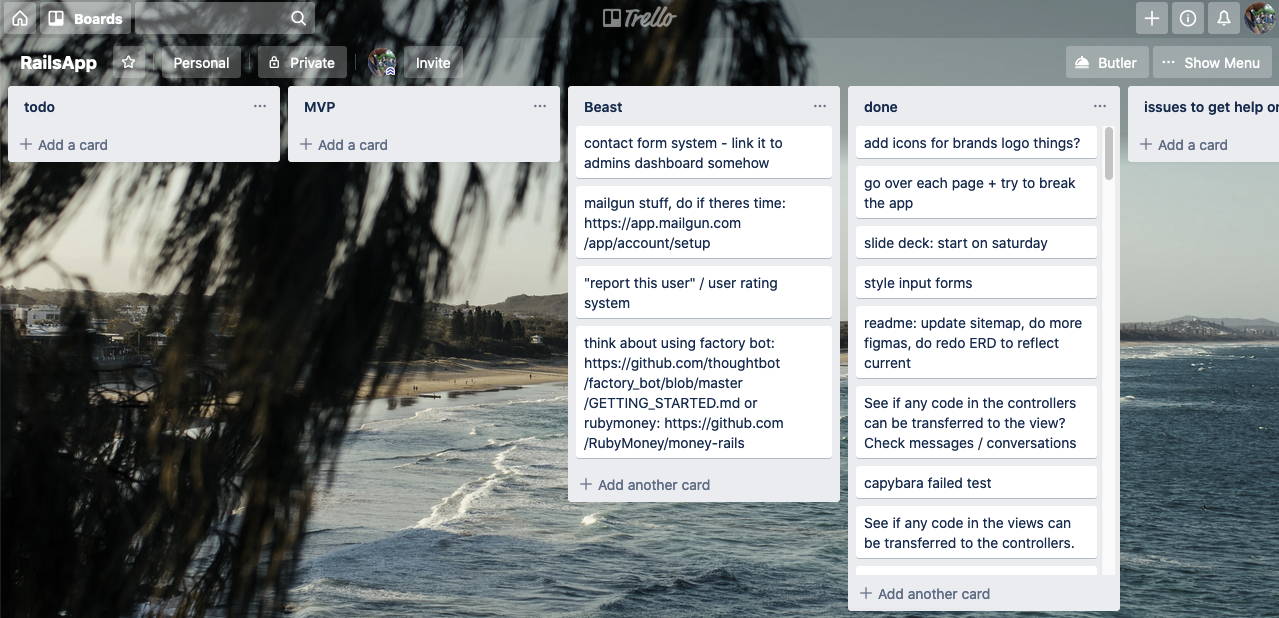 Boards
Trello
RailsApp
Personal
Private
Invite
Butler
Show Menu
todo
Add a card
MVP
Add a card
Beast
contact form system - link it to
admins dashboard somehow
mailgun stuff, do if theres time:
https://app.mailgun.com
/app/account/setup
"report this user" / user rating
system
think about using factory bot:
https://github.com/thoughtbot
/factory_bot/blob/master
/GETTING_STARTED.md or
rubymoney: https://github.com
/RubyMoney/money-rails
Add another card
done
add icons for brands logo things?
go over each page + try to break
the app
slide deck: start on saturday
style input forms
readme: update sitemap, do more
figmas, do redo ERD to reflect
current
See if any code in the controllers
can be transferred to the view?
Check messages / conversations
capybara failed test
See if any code in the views can
be transferred to the controllers.
Add another card
issues to get help on
Add a card